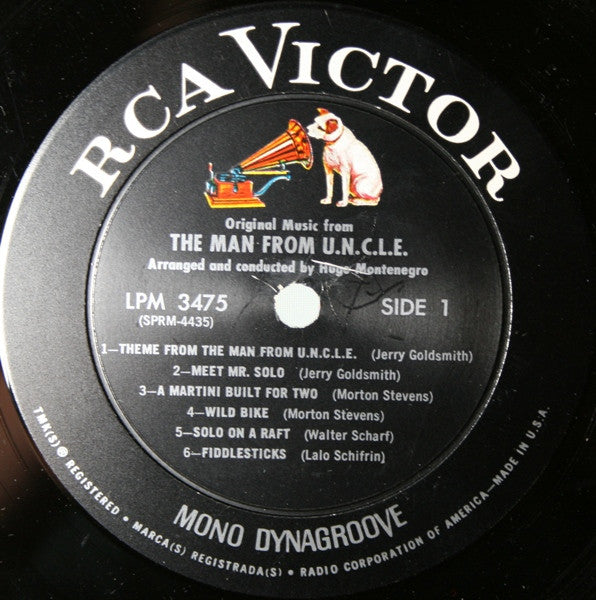 RCA VICTOR
Original Music from
THE MAN FROM U.N.C.L.E.
Arranged and conducted by Hugo Montenegro
LPM 3475
(SPRM-4435)
SIDE 1
1—THEME FROM THE MAN FROM U.N.C.L.E. (Jerry Goldsmith)
2—MEET MR. SOLO (Jerry Goldsmith)
3—A MARTINI BUILT FOR TWO (Morton Stevens)
4—WILD BIKE (Morton Stevens)
5—SOLO ON A RAFT (Walter Scharf)
6—FIDDLESTICKS (Lalo Schifrin)
MONO DYNAGROOVE
TMK(S) ® REGISTERED • MARCA(S) REGISTRADA(S) • RADIO CORPORATION OF AMERICA—MADE IN U.S.A.